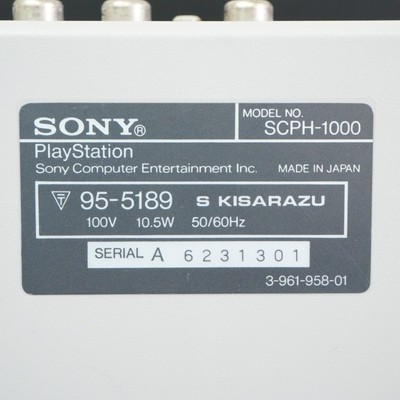 SONY®
MODEL NO.
SCPH-1000
PlayStation
Sony Computer Entertainment Inc. MADE IN JAPAN
95-5189 S KISARAZU
100V 10.5W 50/60Hz
SERIAL A 6231301
3-961-958-01